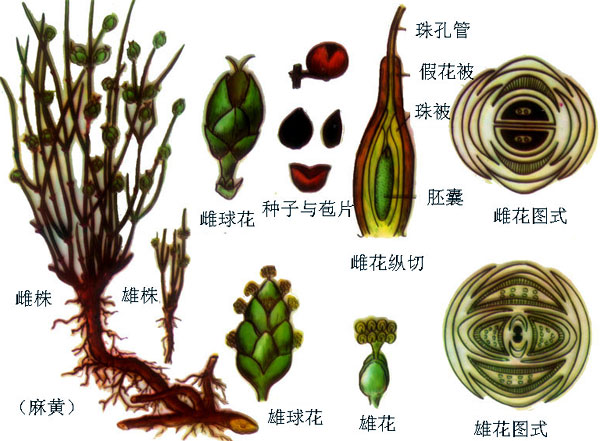 珠孔管
假花被
珠被
胚囊
雌球花
种子与苞片
雌花图式
雌花纵切
雌株
雄株
(麻黄)
雄球花
雄花
雄花图式